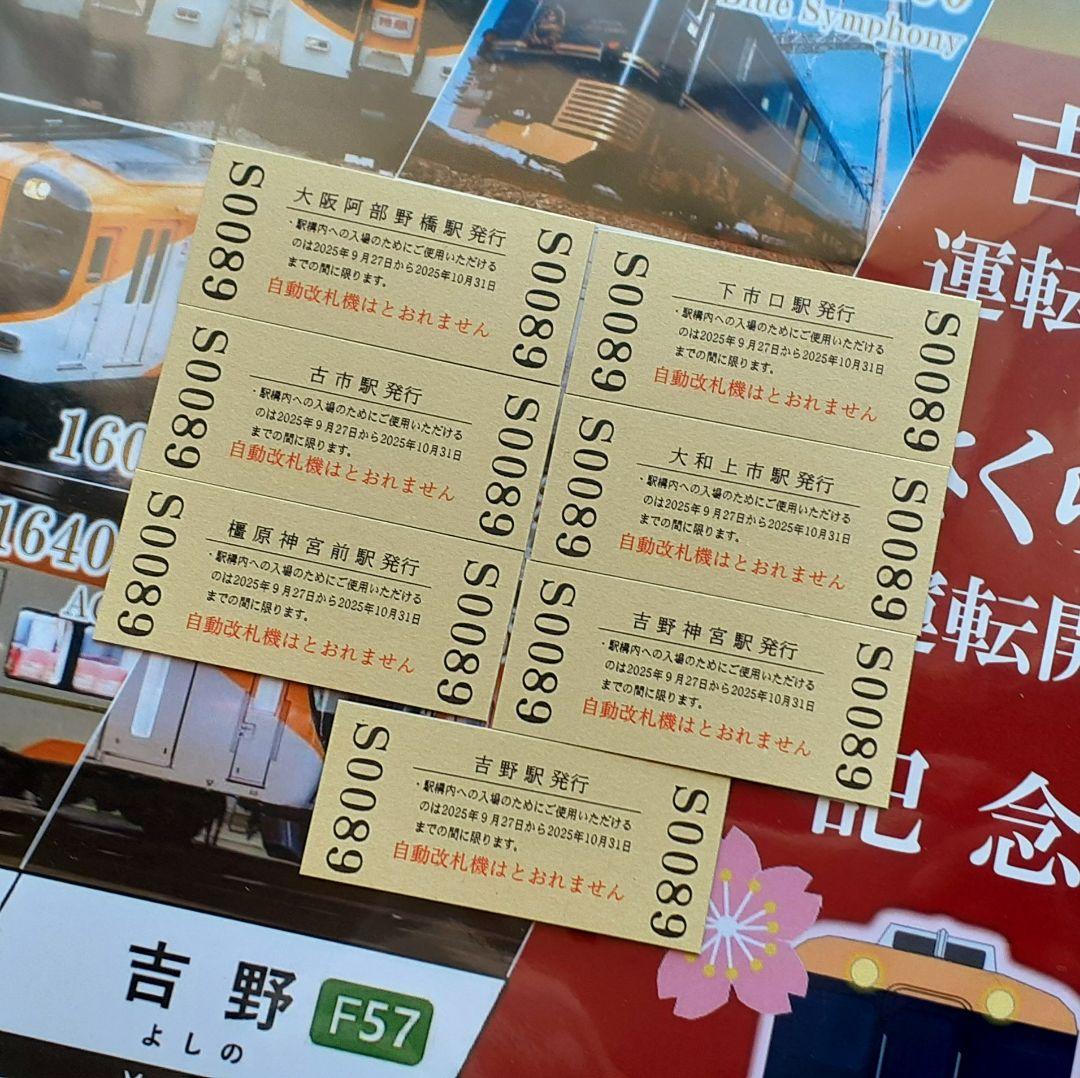 Blue Symphony
S0089
大阪阿部野橋駅発行
・駅構内への入場のためにご使用いただける
のは2025年9月27日から2025年10月31日
までの間に限ります。
自動改札機はとおれません
S0089
S0089
古市駅発行
・駅構内への入場のためにご使用いただける
のは2025年9月27日から2025年10月31日
までの間に限ります。
自動改札機はとおれません
S0089
S0089
橿原神宮前駅発行
・駅構内への入場のためにご使用いただける
のは2025年9月27日から2025年10月31日
までの間に限ります。
自動改札機はとおれません
S0089
S0089
下市口駅発行
・駅構内への入場のためにご使用いただける
のは2025年9月27日から2025年10月31日
までの間に限ります。
自動改札機はとおれません
S0089
S0089
大和上市駅発行
・駅構内への入場のためにご使用いただける
のは2025年9月27日から2025年10月31日
までの間に限ります。
自動改札機はとおれません
S0089
S0089
吉野神宮駅発行
・駅構内への入場のためにご使用いただける
のは2025年9月27日から2025年10月31日
までの間に限ります。
自動改札機はとおれません
S0089
S0089
吉野駅発行
・駅構内への入場のためにご使用いただける
のは2025年9月27日から2025年10月31日
までの間に限ります。
自動改札機はとおれません
S0089
吉
運転
くら
運転開
記念
160
1640
吉野
よしの
F57